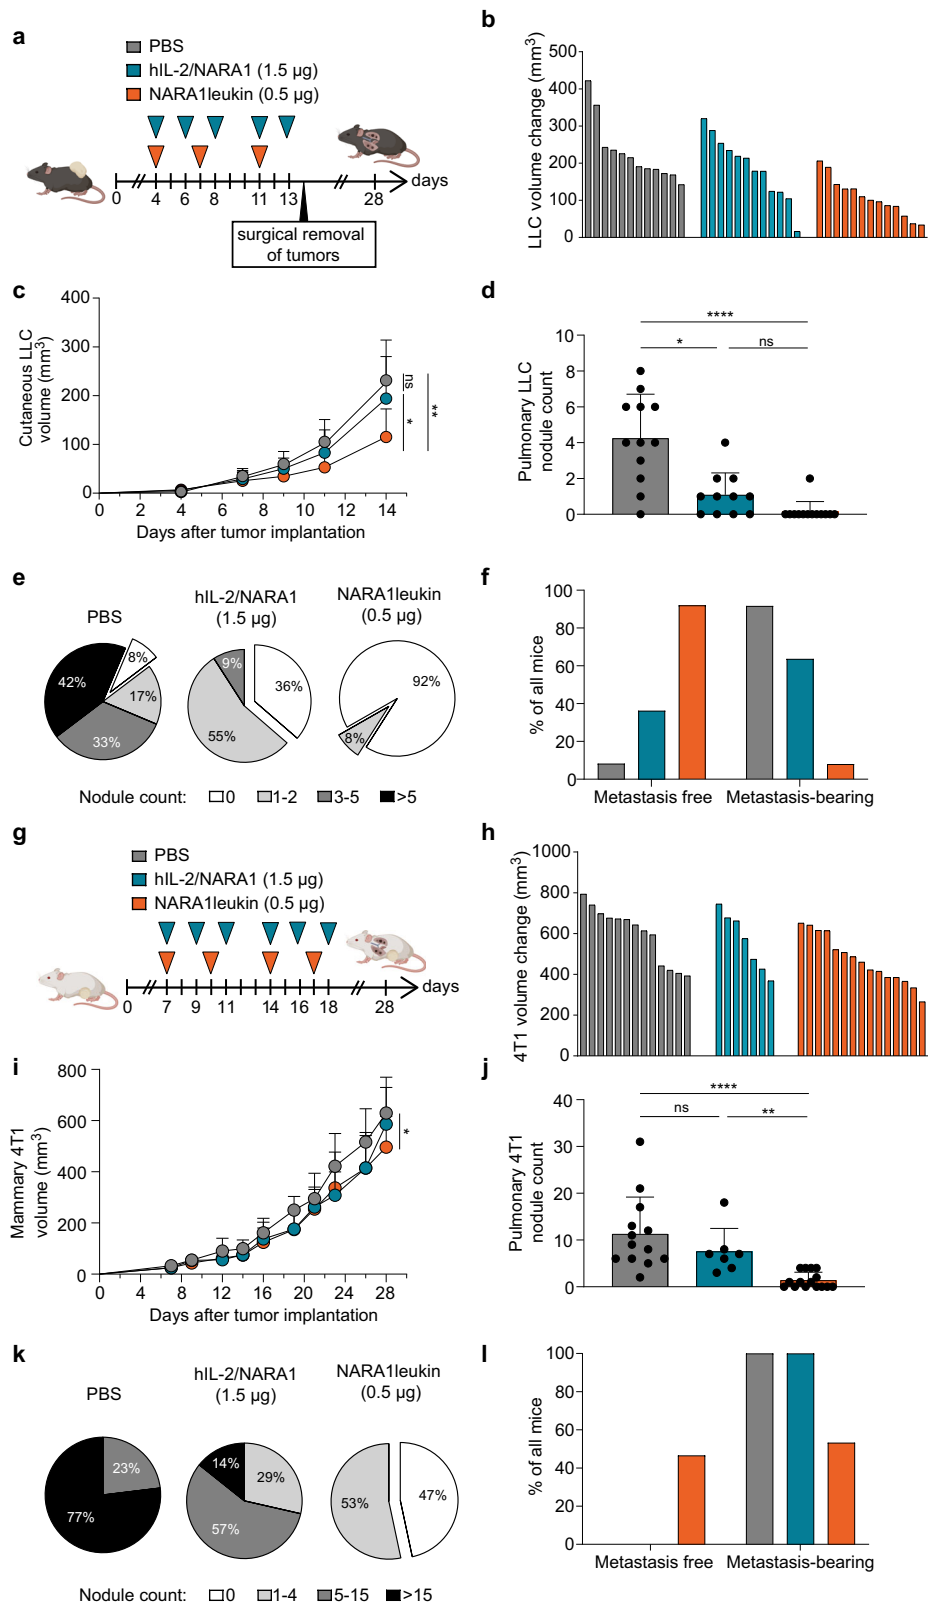 a
PBS
hIL-2/NARA1 (1.5 µg)
NARA1leukin (0.5 µg)
0 4 6 8 11 13 28 days
surgical removal
of tumors
b
LLC volume change (mm³)
500
400
300
200
100
0
c
Cutaneous LLC
volume (mm³)
400
300
200
100
0
0 2 4 6 8 10 12 14
Days after tumor implantation
ns
*
**
d
Pulmonary LLC
nodule count
10
8
6
4
2
0
****
* ns
e
PBS
hIL-2/NARA1
(1.5 µg)
NARA1leukin
(0.5 µg)
8%
17%
33%
42%
9%
36%
55%
92%
8%
Nodule count: 0 1-2 3-5 >5
f
% of all mice
100
80
60
40
20
0
Metastasis free Metastasis-bearing
g
PBS
hIL-2/NARA1 (1.5 µg)
NARA1leukin (0.5 µg)
0 7 9 11 14 16 18 28 days
h
4T1 volume change (mm³)
1000
800
600
400
200
0
i
Mammary 4T1
volume (mm³)
800
600
400
200
0
0 4 8 12 16 20 24 28
Days after tumor implantation
*
j
Pulmonary 4T1
nodule count
40
30
20
10
0
****
ns **
k
PBS
hIL-2/NARA1
(1.5 µg)
NARA1leukin
(0.5 µg)
23%
77%
14%
29%
57%
53%
47%
Nodule count: 0 1-4 5-15 >15
l
% of all mice
100
80
60
40
20
0
Metastasis free Metastasis-bearing